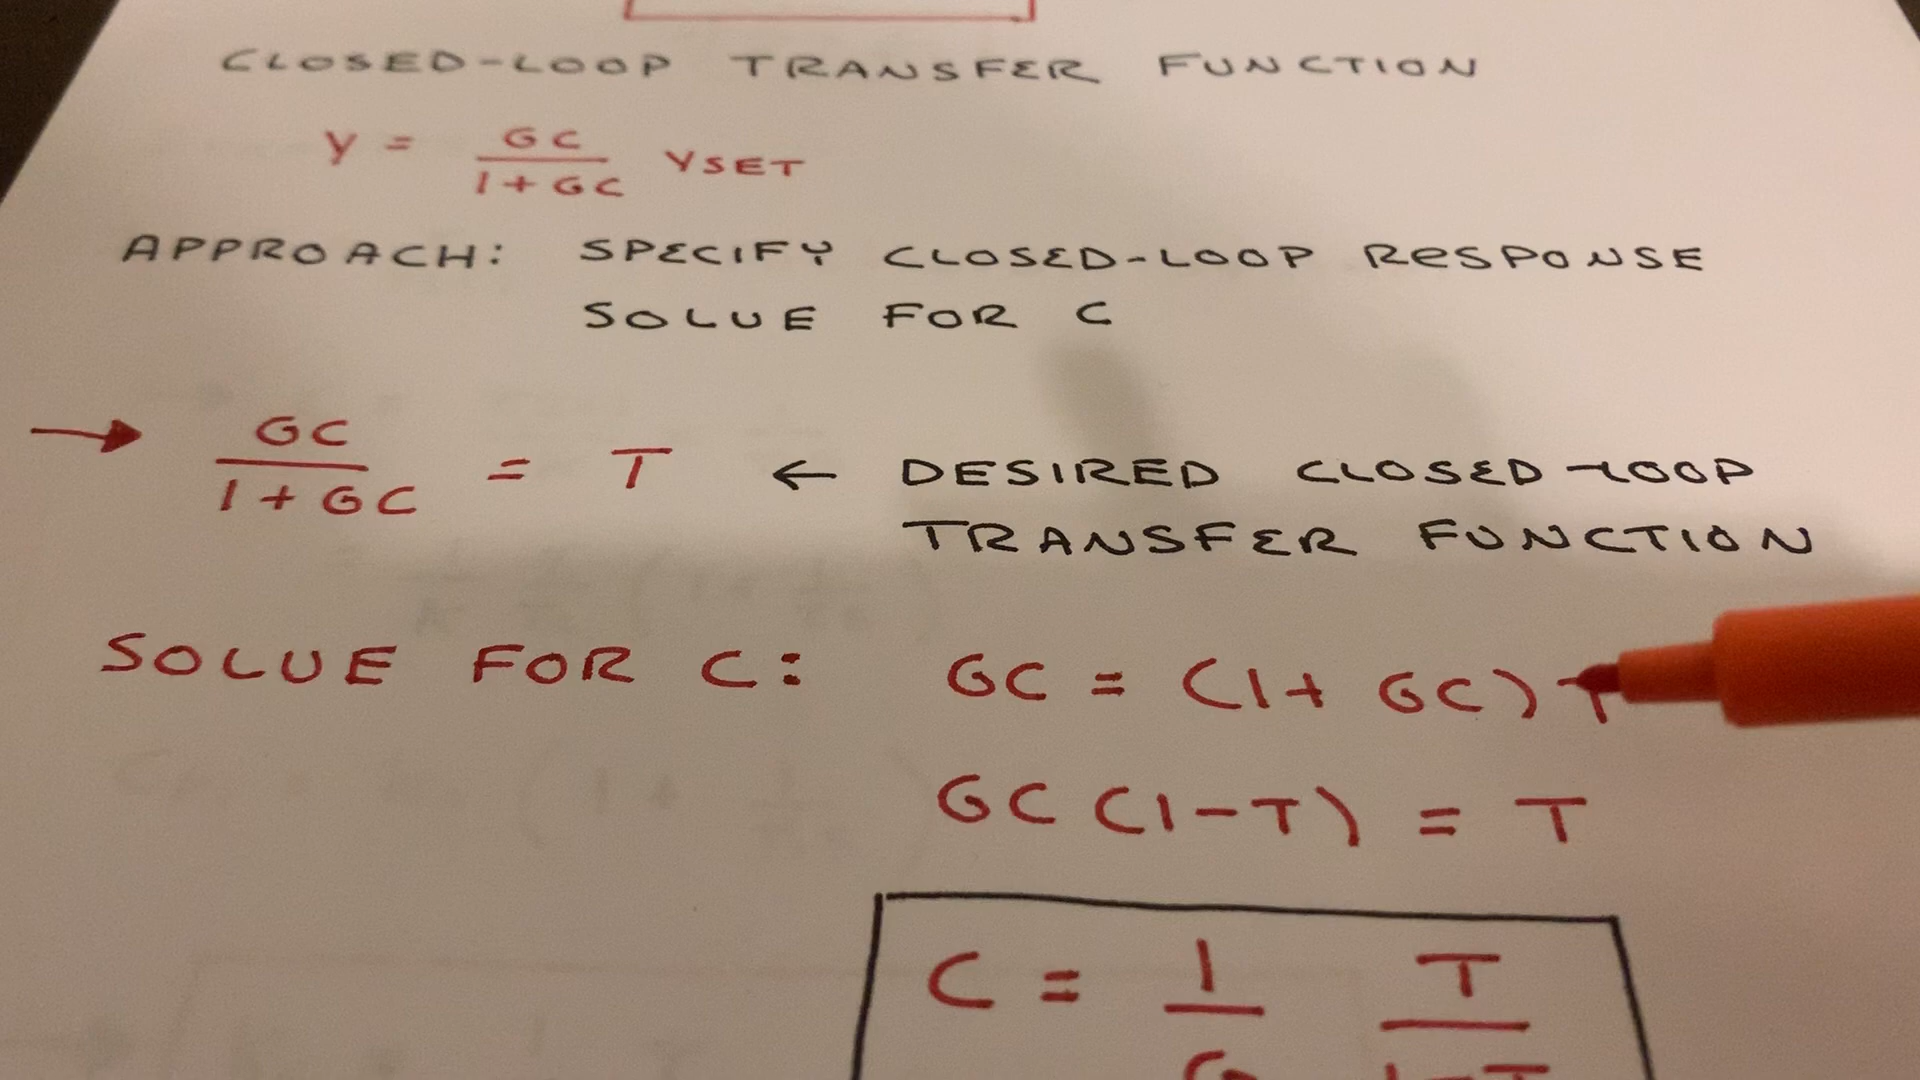 CLOSED-LOOP TRANSFER FUNCTION
Y = GC / 1+GC YSET
APPROACH: SPECIFY CLOSED-LOOP RESPONSE
SOLVE FOR C
→ GC / 1+GC = T ← DESIRED CLOSED-LOOP
TRANSFER FUNCTION
SOLVE FOR C: GC = (1+ GC) T
GC (1-T) = T
C = 1 / G T / 1-T